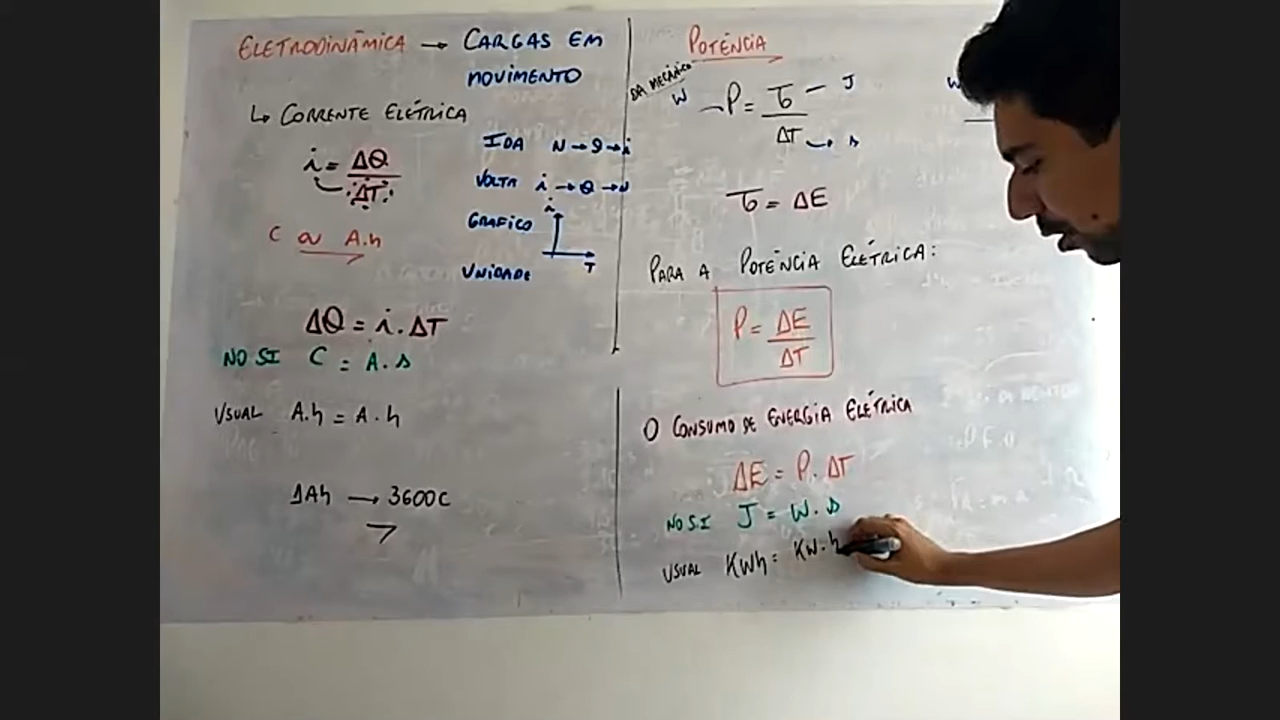 ELETRODINÂMICA → CARGAS EM
MOVIMENTO
↳ CORRENTE ELÉTRICA
i = ΔQ
ΔT
C ou A.h
IDA N → Q → i
VOLTA i → Q → N
GRÁFICO i
T
UNIDADE
ΔQ = i . ΔT
NO SI C = A . s
USUAL A.h = A . h
1Ah → 3600C
POTÊNCIA
DA MECÂNICA
W P = τ J
ΔT s
τ = ΔE
PARA A POTÊNCIA ELÉTRICA:
P = ΔE
ΔT
O CONSUMO DE ENERGIA ELÉTRICA
ΔE = P . ΔT
NO S.I J = W . s
USUAL KWh = KW . h